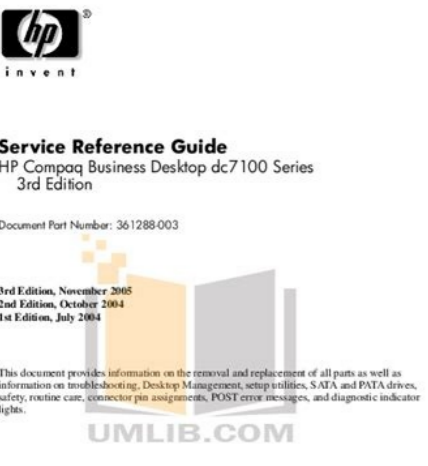 hp
®
invent
Service Reference Guide
HP Compaq Business Desktop dc7100 Series
3rd Edition
Document Part Number: 361288-003
3rd Edition, November 2005
2nd Edition, October 2004
1st Edition, July 2004
This document provides information on the removal and replacement of all parts as well as
information on troubleshooting, Desktop Management, setup utilities, SATA and PATA drives,
safety, routine care, connector pin assignments, POST error messages, and diagnostic indicator
lights.
UMLIB.COM